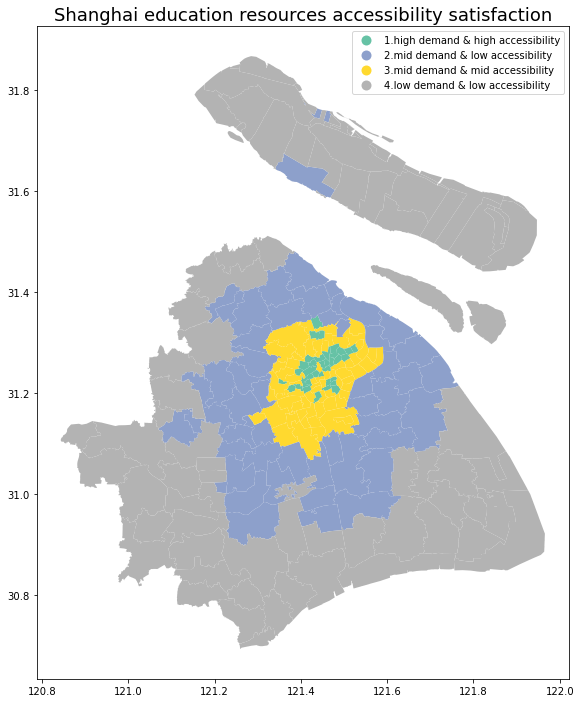 Shanghai education resources accessibility satisfaction
1.high demand & high accessibility
2.mid demand & low accessibility
3.mid demand & mid accessibility
4.low demand & low accessibility
31.8
31.6
31.4
31.2
31.0
30.8
120.8 121.0 121.2 121.4 121.6 121.8 122.0